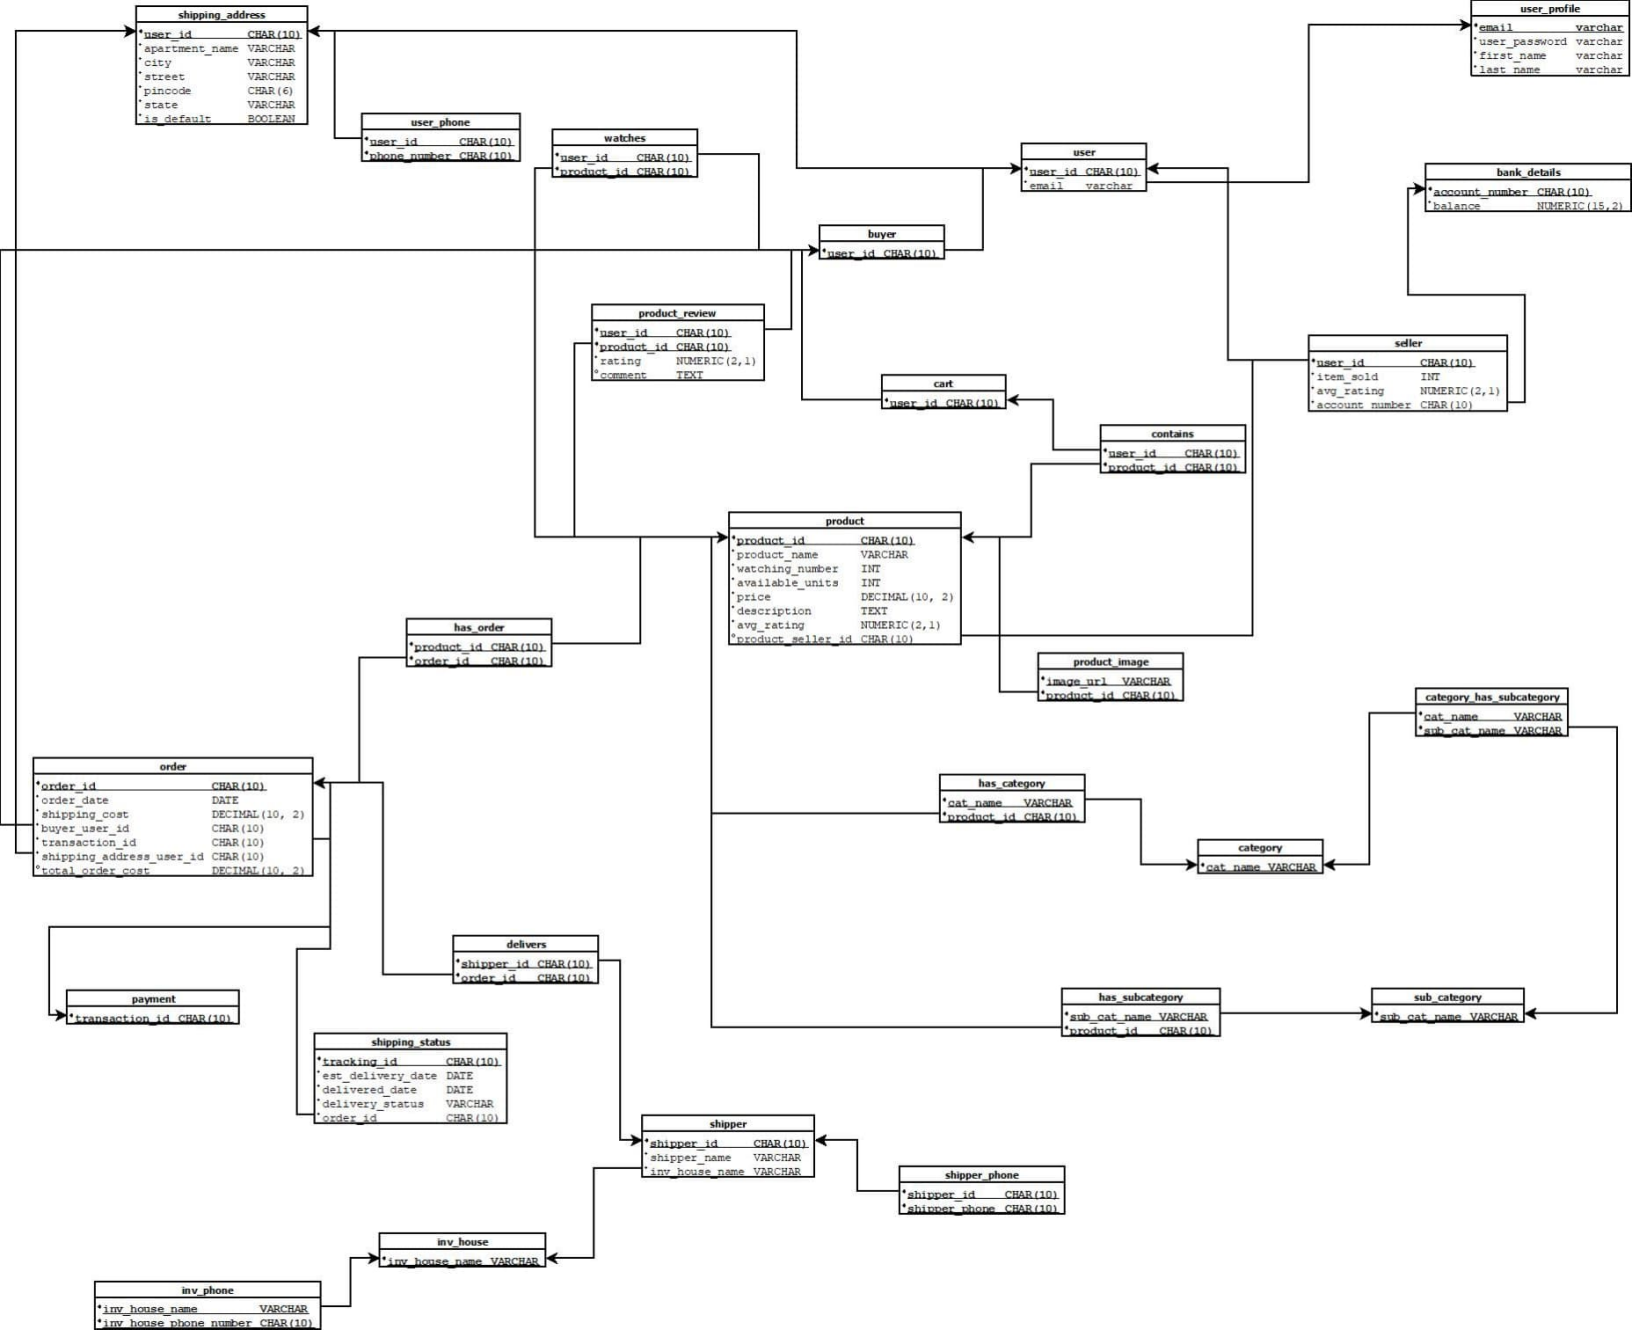 shipping_address
user_id CHAR(10)
apartment_name VARCHAR
city VARCHAR
street VARCHAR
pincode CHAR(6)
state VARCHAR
is_default BOOLEAN
user_profile
email varchar
user_password varchar
first_name varchar
last_name varchar
user_phone
user_id CHAR(10)
phone_number CHAR(10)
watches
user_id CHAR(10)
product_id CHAR(10)
user
user_id CHAR(10)
email varchar
bank_details
account_number CHAR(10)
balance NUMERIC(15,2)
buyer
user_id CHAR(10)
product_review
user_id CHAR(10)
product_id CHAR(10)
rating NUMERIC(2,1)
comment TEXT
seller
user_id CHAR(10)
item_sold INT
avg_rating NUMERIC(2,1)
account_number CHAR(10)
cart
user_id CHAR(10)
contains
user_id CHAR(10)
product_id CHAR(10)
product
product_id CHAR(10)
product_name VARCHAR
watching_number INT
available_units INT
price DECIMAL(10, 2)
description TEXT
avg_rating NUMERIC(2,1)
product_seller_id CHAR(10)
has_order
product_id CHAR(10)
order_id CHAR(10)
product_image
image_url VARCHAR
product_id CHAR(10)
category_has_subcategory
cat_name VARCHAR
sub_cat_name VARCHAR
order
order_id CHAR(10)
order_date DATE
shipping_cost DECIMAL(10, 2)
buyer_user_id CHAR(10)
transaction_id CHAR(10)
shipping_address_user_id CHAR(10)
total_order_cost DECIMAL(10, 2)
has_category
cat_name VARCHAR
product_id CHAR(10)
category
cat_name VARCHAR
delivers
shipper_id CHAR(10)
order_id CHAR(10)
payment
transaction_id CHAR(10)
has_subcategory
sub_cat_name VARCHAR
product_id CHAR(10)
sub_category
sub_cat_name VARCHAR
shipping_status
tracking_id CHAR(10)
est_delivery_date DATE
delivered_date DATE
delivery_status VARCHAR
order_id CHAR(10)
shipper
shipper_id CHAR(10)
shipper_name VARCHAR
inv_house_name VARCHAR
shipper_phone
shipper_id CHAR(10)
shipper_phone CHAR(10)
inv_house
inv_house_name VARCHAR
inv_phone
inv_house_name VARCHAR
inv_house_phone_number CHAR(10)